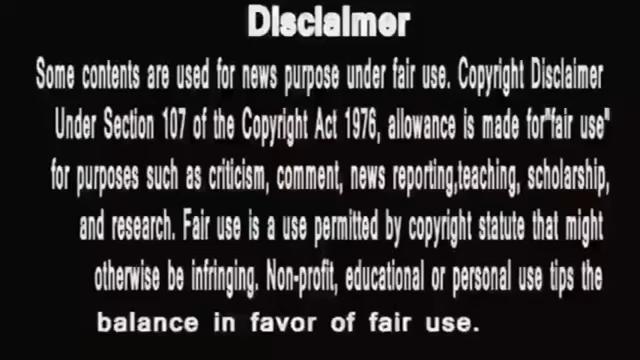 Disclaimer
Some contents are used for news purpose under fair use. Copyright Disclaimer
Under Section 107 of the Copyright Act 1976, allowance is made for"fair use"
for purposes such as criticism, comment, news reporting,teaching, scholarship,
and research. Fair use is a use permitted by copyright statute that might
otherwise be infringing. Non-profit, educational or personal use tips the
balance in favor of fair use.